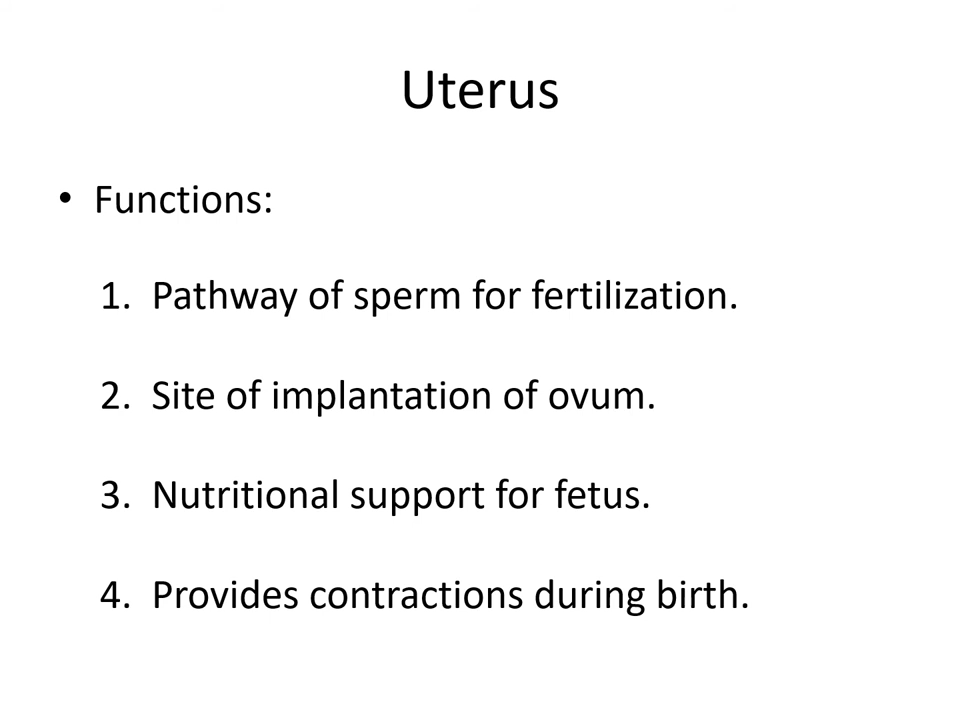 Uterus
• Functions:
1. Pathway of sperm for fertilization.
2. Site of implantation of ovum.
3. Nutritional support for fetus.
4. Provides contractions during birth.